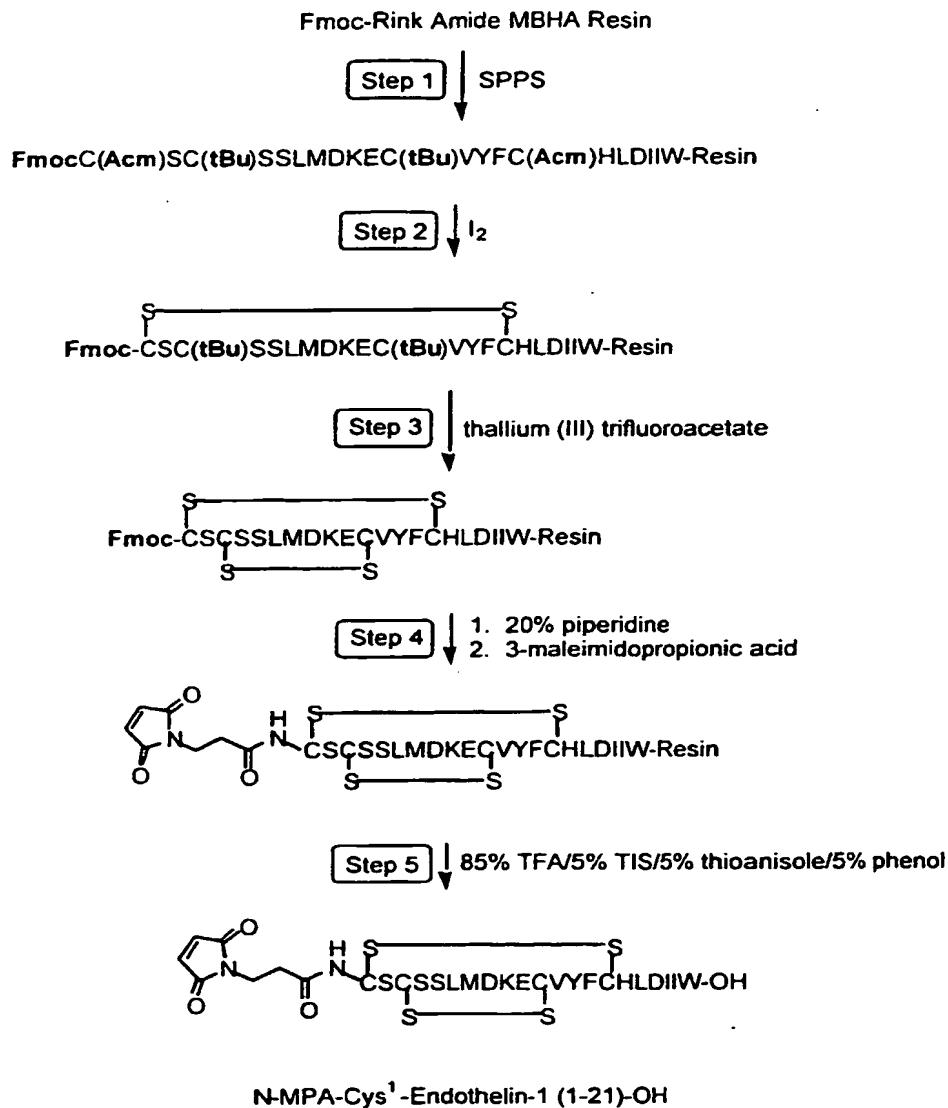 Fmoc-Rink Amide MBHA Resin
Step 1 SPPS
FmocC(Acm)SC(tBu)SSLMDKEC(tBu)VYFC(Acm)HLDIIW-Resin
Step 2 I2
S S
Fmoc-CSC(tBu)SSLMDKEC(tBu)VYFCHLDIIW-Resin
Step 3 thallium (III) trifluoroacetate
S S
Fmoc-CSCSSLMDKECVYFCHLDIIW-Resin
S S
Step 4 1. 20% piperidine
2. 3-maleimidopropionic acid
O H S S
N N CSCSSLMDKECVYFCHLDIIW-Resin
O O S S
Step 5 85% TFA/5% TIS/5% thioanisole/5% phenol
O H S S
N N CSCSSLMDKECVYFCHLDIIW-OH
O O S S
N-MPA-Cys1-Endothelin-1 (1-21)-OH